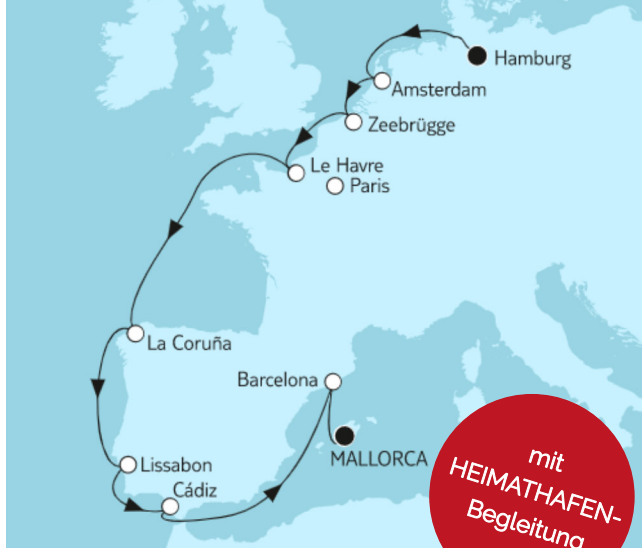 Hamburg
Amsterdam
Zeebrügge
Le Havre
Paris
La Coruña
Barcelona
MALLORCA
Lissabon
Cádiz
mit
HEIMATHAFEN-
Begleitung